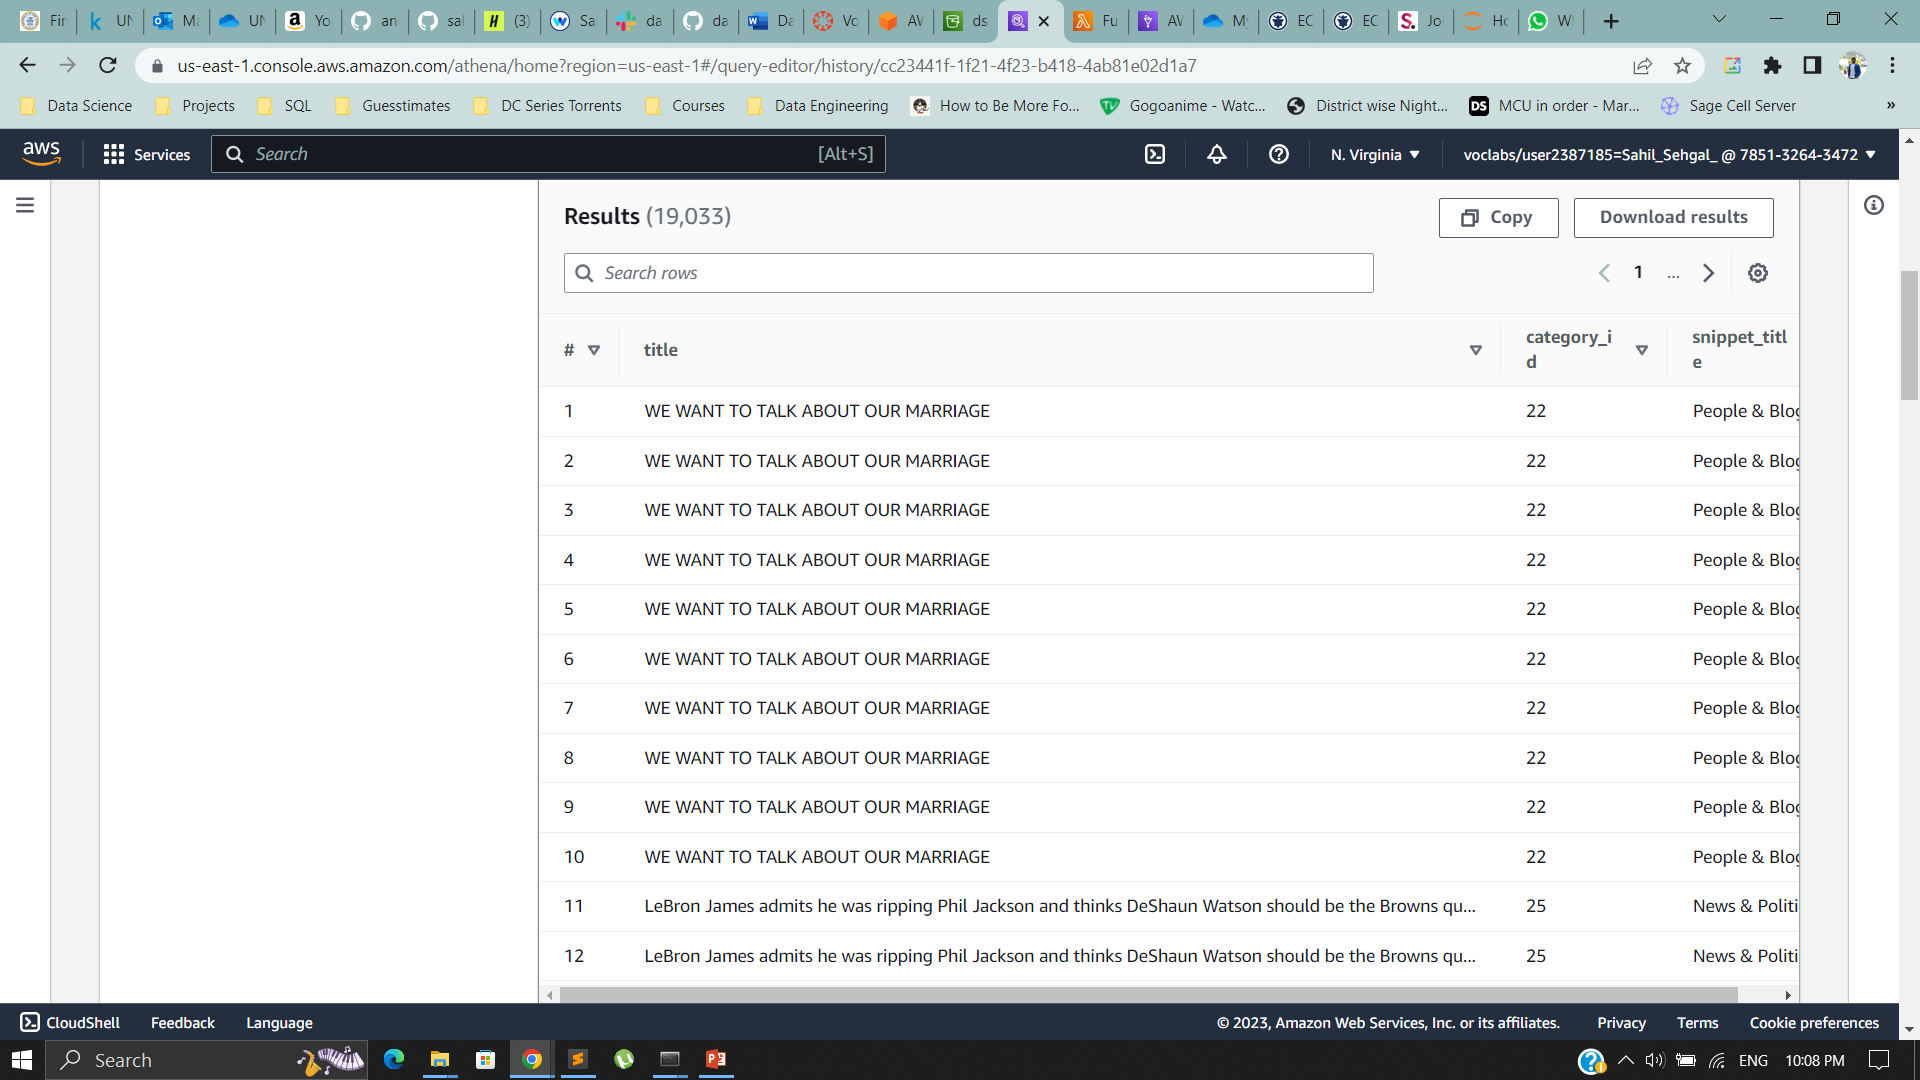 Fir
UN
Ma
UN
Yo
an
sal
(3)
Sa
da
da
Da
Vo
AV
ds
Fu
AV
My
EC
EC
Jo
Ho
us-east-1.console.aws.amazon.com/athena/home?region=us-east-1#/query-editor/history/cc23441f-1f21-4f23-b418-4ab81e02d1a7
Data Science
Projects
SQL
Guesstimates
DC Series Torrents
Courses
Data Engineering
How to Be More Fo...
Gogoanime - Watc...
District wise Night...
DS
MCU in order - Mar...
Sage Cell Server
»
aws
Services
Search
[Alt+S]
N. Virginia
voclabs/user2387185=Sahil_Sehgal_ @ 7851-3264-3472
Results (19,033)
Copy
Download results
Search rows
1
...
# title category_id snippet_title
1 WE WANT TO TALK ABOUT OUR MARRIAGE 22 People & Blog
2 WE WANT TO TALK ABOUT OUR MARRIAGE 22 People & Blog
3 WE WANT TO TALK ABOUT OUR MARRIAGE 22 People & Blog
4 WE WANT TO TALK ABOUT OUR MARRIAGE 22 People & Blog
5 WE WANT TO TALK ABOUT OUR MARRIAGE 22 People & Blog
6 WE WANT TO TALK ABOUT OUR MARRIAGE 22 People & Blog
7 WE WANT TO TALK ABOUT OUR MARRIAGE 22 People & Blog
8 WE WANT TO TALK ABOUT OUR MARRIAGE 22 People & Blog
9 WE WANT TO TALK ABOUT OUR MARRIAGE 22 People & Blog
10 WE WANT TO TALK ABOUT OUR MARRIAGE 22 People & Blog
11 LeBron James admits he was ripping Phil Jackson and thinks DeShaun Watson should be the Browns qu... 25 News & Politi
12 LeBron James admits he was ripping Phil Jackson and thinks DeShaun Watson should be the Browns qu... 25 News & Politi
CloudShell
Feedback
Language
© 2023, Amazon Web Services, Inc. or its affiliates.
Privacy
Terms
Cookie preferences
Search
ENG
10:08 PM